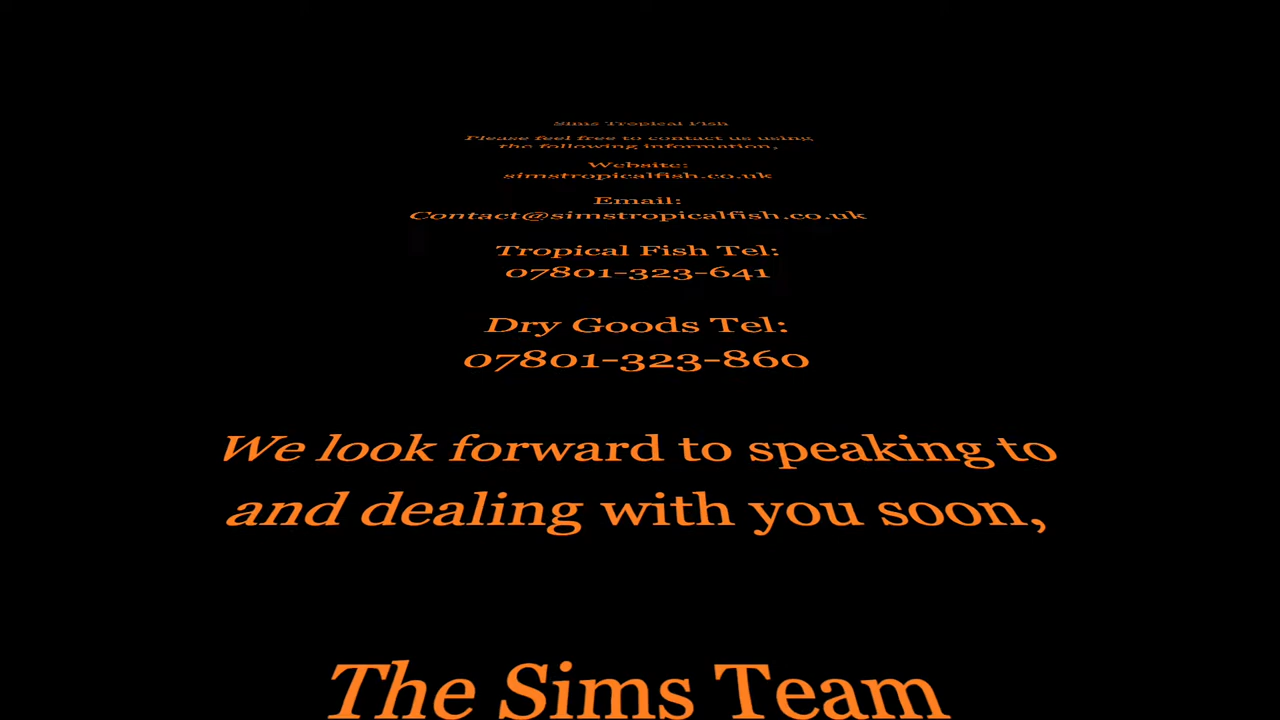 Sims Tropical Fish
Please feel free to contact us using
the following information,
Website:
simstropicalfish.co.uk
Email:
Contact@simstropicalfish.co.uk
Tropical Fish Tel:
07801-323-641
Dry Goods Tel:
07801-323-860
We look forward to speaking to
and dealing with you soon,
The Sims Team